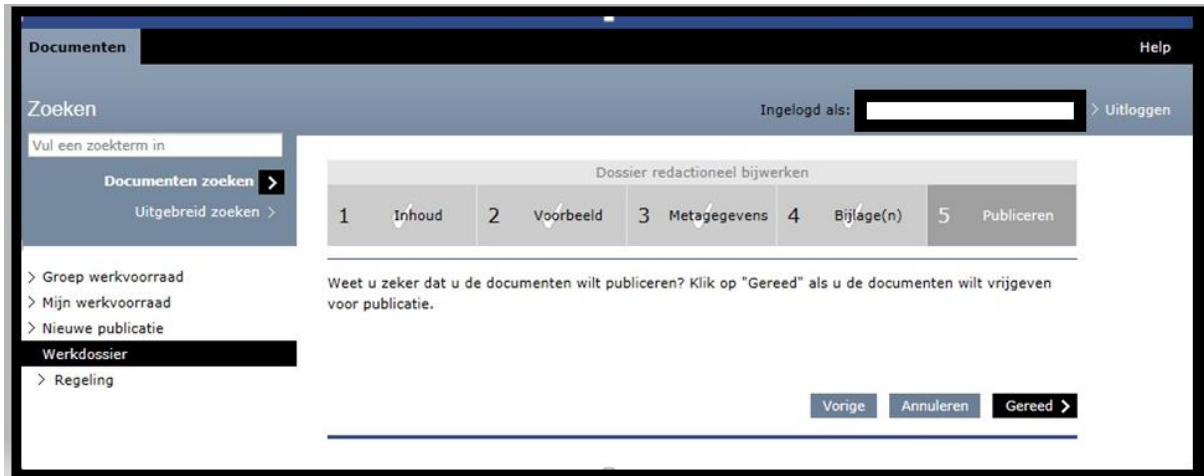 Documenten
Help
Zoeken
Ingelogd als:
> Uitloggen
Vul een zoekterm in
Documenten zoeken >
Uitgebreid zoeken >
Dossier redactioneel bijwerken
1 Inhoud 2 Voorbeeld 3 Metagegevens 4 Bijlage(n) 5 Publiceren
> Groep werkvoorraad
> Mijn werkvoorraad
> Nieuwe publicatie
Werkdossier
> Regeling
Weet u zeker dat u de documenten wilt publiceren? Klik op "Gereed" als u de documenten wilt vrijgeven
voor publicatie.
Vorige Annuleren Gereed >